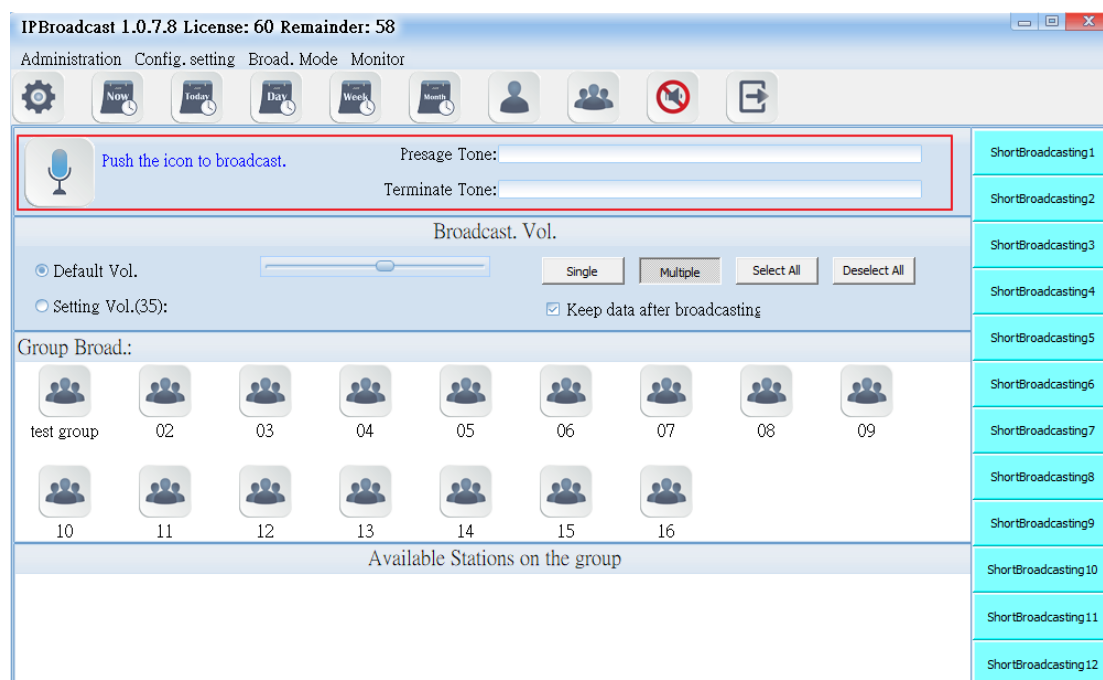 IPBroadcast 1.0.7.8 License: 60 Remainder: 58
Administration Config. setting Broad. Mode Monitor
Now Today Day Week Month
Push the icon to broadcast.
Presage Tone:
Terminate Tone:
Broadcast. Vol.
Default Vol.
Single Multiple Select All Deselect All
Setting Vol.(35):
Keep data after broadcasting
Group Broad.:
test group 02 03 04 05 06 07 08 09
10 11 12 13 14 15 16
Available Stations on the group
ShortBroadcasting1
ShortBroadcasting2
ShortBroadcasting3
ShortBroadcasting4
ShortBroadcasting5
ShortBroadcasting6
ShortBroadcasting7
ShortBroadcasting8
ShortBroadcasting9
ShortBroadcasting10
ShortBroadcasting11
ShortBroadcasting12